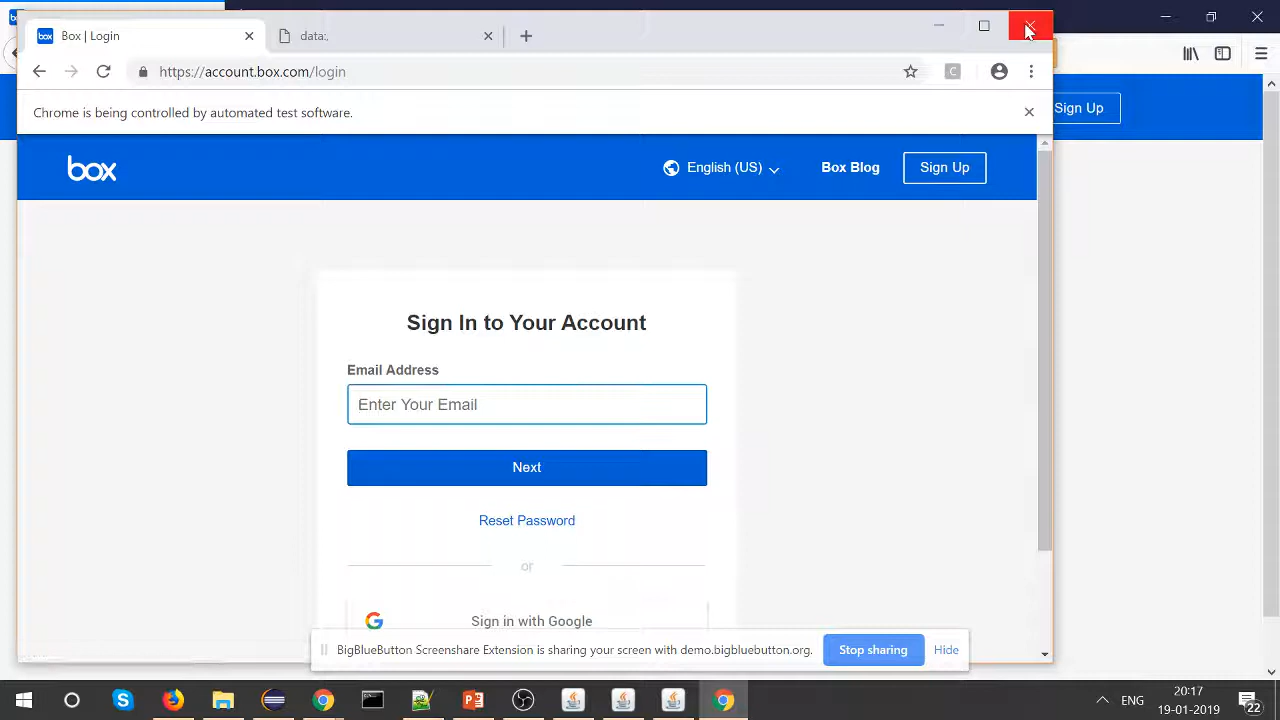 Box | Login
data:,
https://account.box.com/login
C
Chrome is being controlled by automated test software.
Sign Up
box
English (US)
Box Blog
Sign Up
Sign In to Your Account
Email Address
Enter Your Email
Next
Reset Password
or
Sign in with Google
BigBlueButton Screenshare Extension is sharing your screen with demo.bigbluebutton.org.
Stop sharing
Hide
ENG
20:17
19-01-2019
22